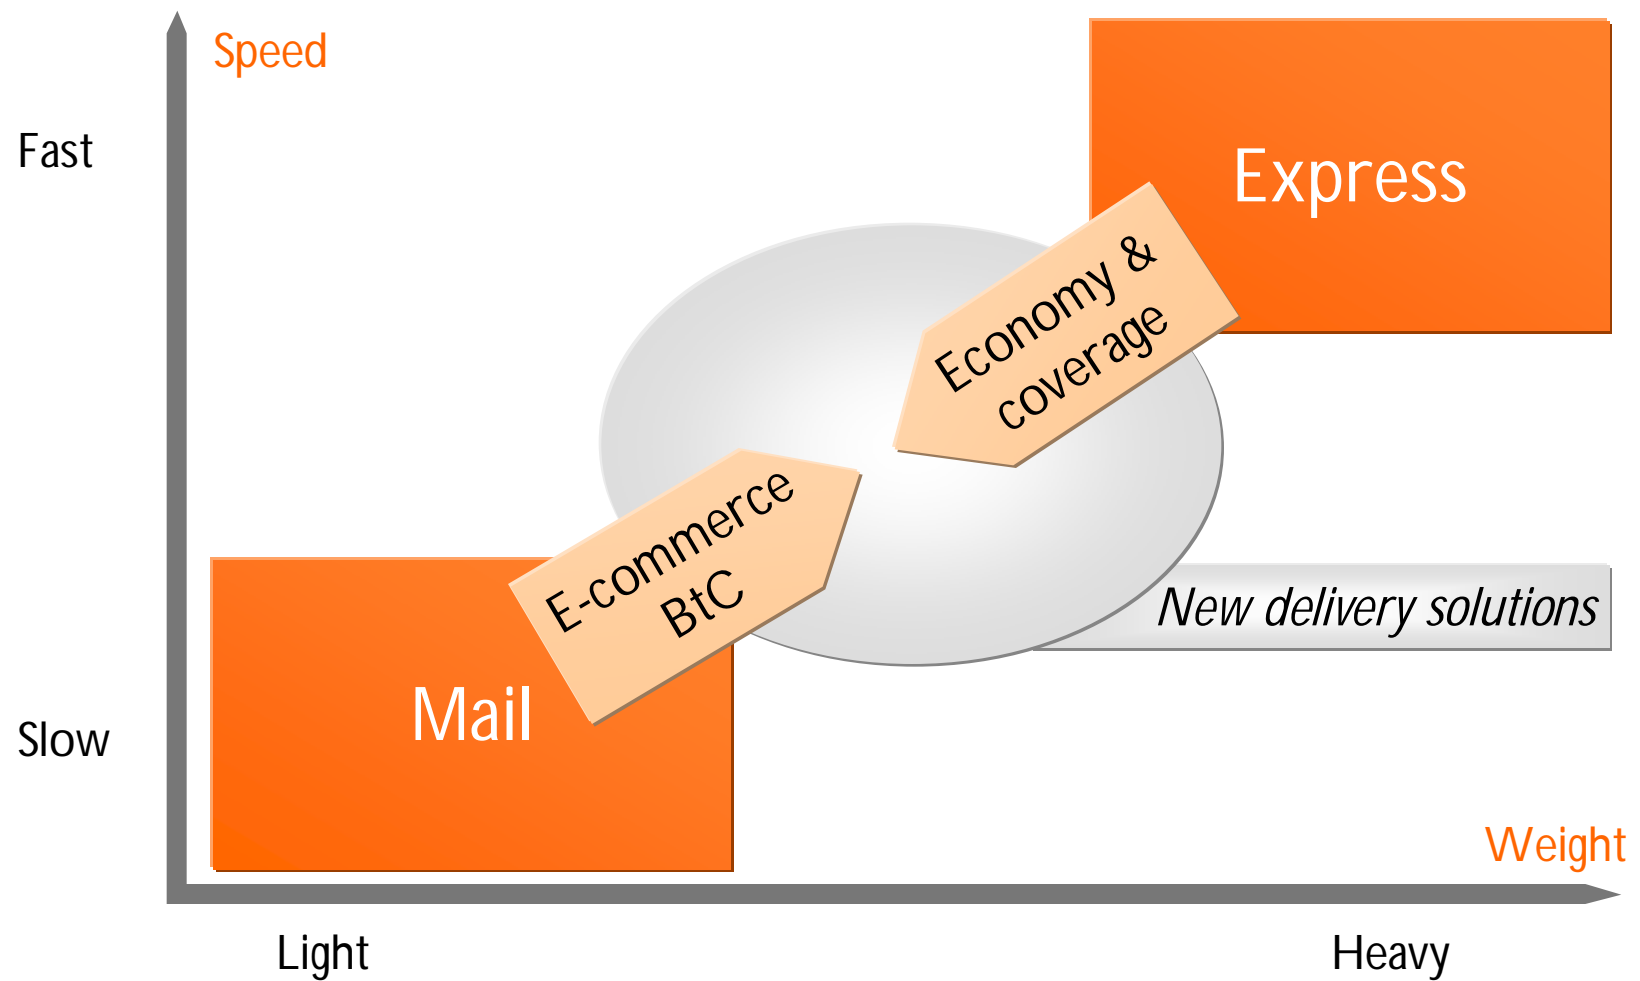 Speed
Fast
Express
Economy &
coverage
E-commerce
BtC
New delivery solutions
Mail
Slow
Weight
Light
Heavy